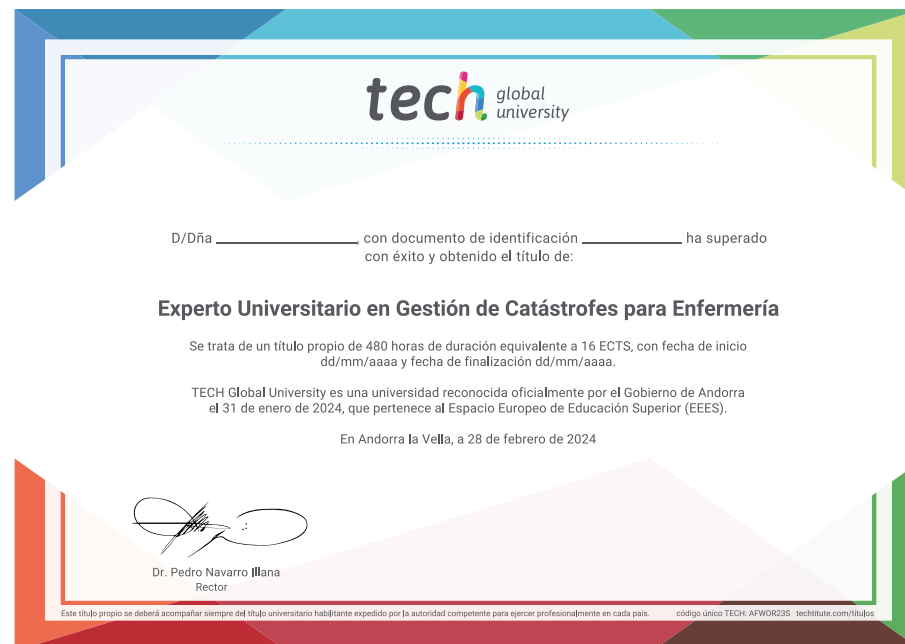 tech global university
D/Dña ____________, con documento de identificación ____________ ha superado
con éxito y obtenido el título de:
Experto Universitario en Gestión de Catástrofes para Enfermería
Se trata de un título propio de 480 horas de duración equivalente a 16 ECTS, con fecha de inicio
dd/mm/aaaa y fecha de finalización dd/mm/aaaa.
TECH Global University es una universidad reconocida oficialmente por el Gobierno de Andorra
el 31 de enero de 2024, que pertenece al Espacio Europeo de Educación Superior (EEES).
En Andorra la Vella, a 28 de febrero de 2024
Dr. Pedro Navarro Illana
Rector
Este título propio se deberá acompañar siempre del título universitario habilitante expedido por la autoridad competente para ejercer profesionalmente en cada país. código único TECH: AFWOR23S techtitute.com/titulos